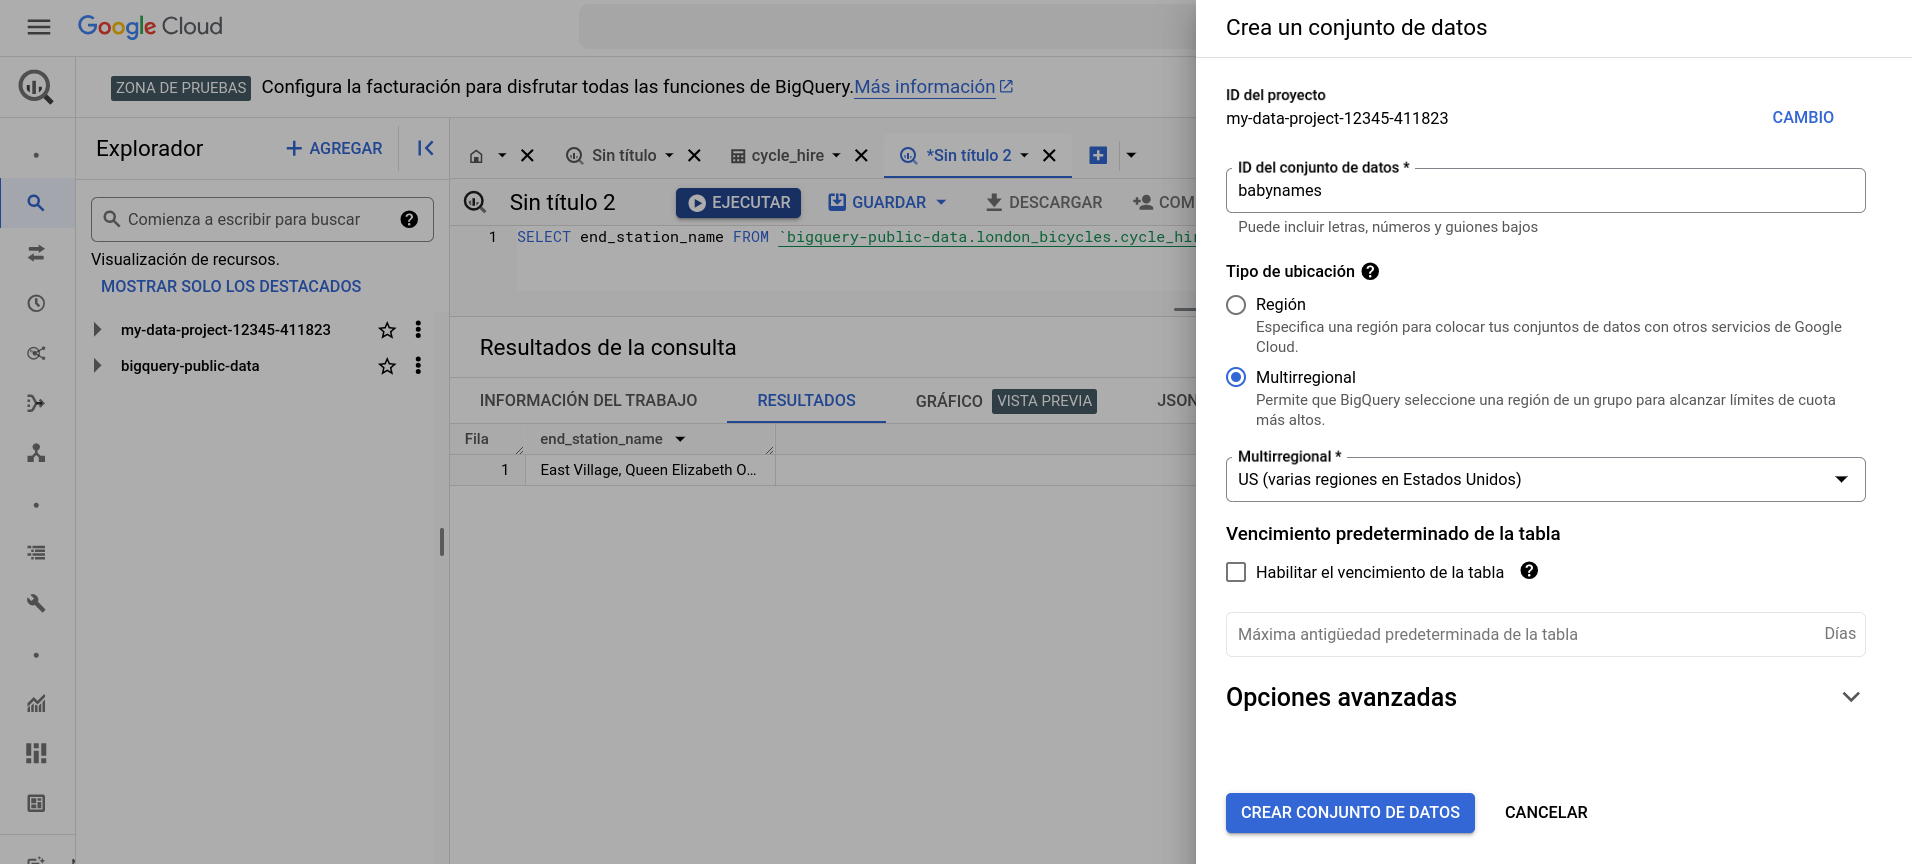 Google Cloud
ZONA DE PRUEBAS Configura la facturación para disfrutar todas las funciones de BigQuery. Más información
Explorador
AGREGAR
Comienza a escribir para buscar
Visualización de recursos.
MOSTRAR SOLO LOS DESTACADOS
my-data-project-12345-411823
bigquery-public-data
Sin título
cycle_hire
*Sin título 2
Sin título 2
EJECUTAR
GUARDAR
DESCARGAR
COM
1 SELECT end_station_name FROM `bigquery-public-data.london_bicycles.cycle_hir
Resultados de la consulta
INFORMACIÓN DEL TRABAJO
RESULTADOS
GRÁFICO VISTA PREVIA
JSON
Fila end_station_name
1 East Village, Queen Elizabeth O...
Crea un conjunto de datos
ID del proyecto
my-data-project-12345-411823
CAMBIO
ID del conjunto de datos *
babynames
Puede incluir letras, números y guiones bajos
Tipo de ubicación
Región
Especifica una región para colocar tus conjuntos de datos con otros servicios de Google
Cloud.
Multirregional
Permite que BigQuery seleccione una región de un grupo para alcanzar límites de cuota
más altos.
Multirregional *
US (varias regiones en Estados Unidos)
Vencimiento predeterminado de la tabla
Habilitar el vencimiento de la tabla
Máxima antigüedad predeterminada de la tabla Días
Opciones avanzadas
CREAR CONJUNTO DE DATOS
CANCELAR